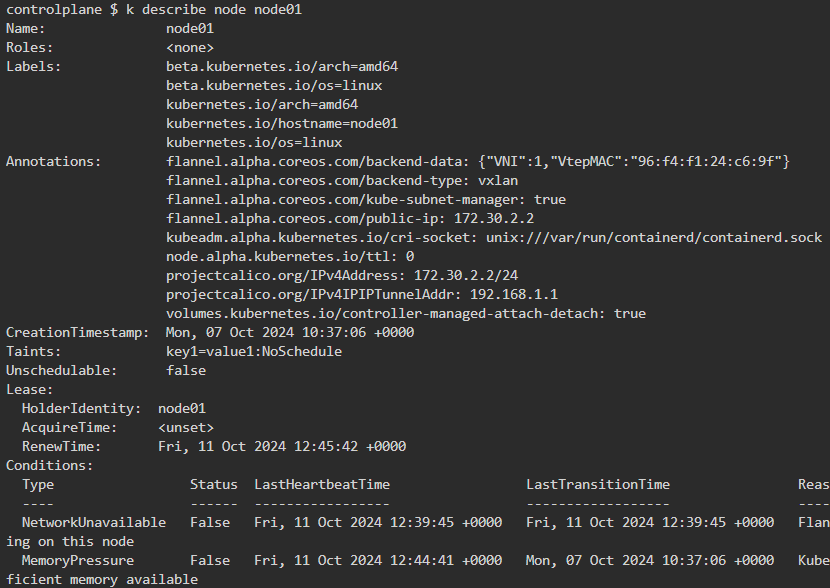 controlplane $ k describe node node01
Name:               node01
Roles:              <none>
Labels:             beta.kubernetes.io/arch=amd64
                    beta.kubernetes.io/os=linux
                    kubernetes.io/arch=amd64
                    kubernetes.io/hostname=node01
                    kubernetes.io/os=linux
Annotations:        flannel.alpha.coreos.com/backend-data: {"VNI":1,"VtepMAC":"96:f4:f1:24:c6:9f"}
                    flannel.alpha.coreos.com/backend-type: vxlan
                    flannel.alpha.coreos.com/kube-subnet-manager: true
                    flannel.alpha.coreos.com/public-ip: 172.30.2.2
                    kubeadm.alpha.kubernetes.io/cri-socket: unix:///var/run/containerd/containerd.sock
                    node.alpha.kubernetes.io/ttl: 0
                    projectcalico.org/IPv4Address: 172.30.2.2/24
                    projectcalico.org/IPv4IPIPTunnelAddr: 192.168.1.1
                    volumes.kubernetes.io/controller-managed-attach-detach: true
CreationTimestamp:  Mon, 07 Oct 2024 10:37:06 +0000
Taints:             key1=value1:NoSchedule
Unschedulable:      false
Lease:
  HolderIdentity:  node01
  AcquireTime:     <unset>
  RenewTime:       Fri, 11 Oct 2024 12:45:42 +0000
Conditions:
  Type                 Status  LastHeartbeatTime                 LastTransitionTime                Reas
  ----                 ------  -----------------                 ------------------                ----
  NetworkUnavailable   False   Fri, 11 Oct 2024 12:39:45 +0000   Fri, 11 Oct 2024 12:39:45 +0000   Flan
ing on this node
  MemoryPressure       False   Fri, 11 Oct 2024 12:44:41 +0000   Mon, 07 Oct 2024 10:37:06 +0000   Kube
ficient memory available